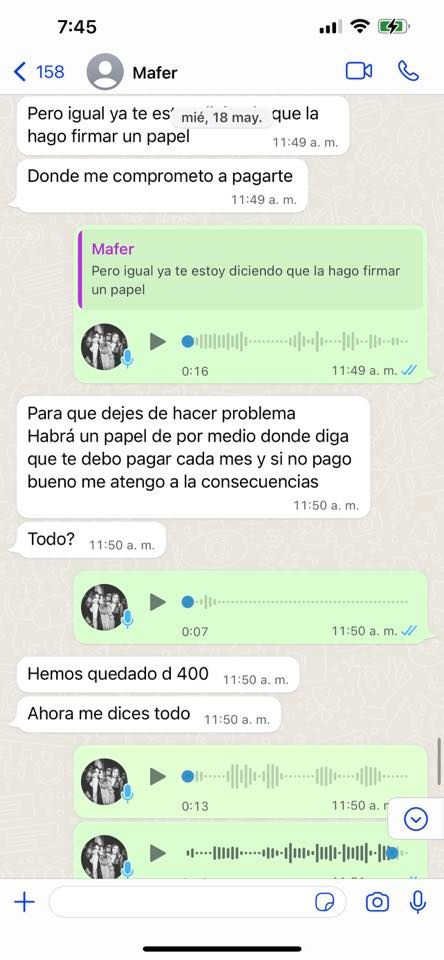 7:45
158
Mafer
mié, 18 may.
Pero igual ya te que la
hago firmar un papel
11:49 a. m.
Donde me comprometo a pagarte
11:49 a. m.
Mafer
Pero igual ya te estoy diciendo que la hago firmar
un papel
0:16
11:49 a. m.
Para que dejes de hacer problema
Habrá un papel de por medio donde diga
que te debo pagar cada mes y si no pago
bueno me atengo a la consecuencias
11:50 a. m.
Todo?
11:50 a. m.
0:07
11:50 a. m.
Hemos quedado d 400
11:50 a. m.
Ahora me dices todo
11:50 a. m.
0:13
11:50 a.